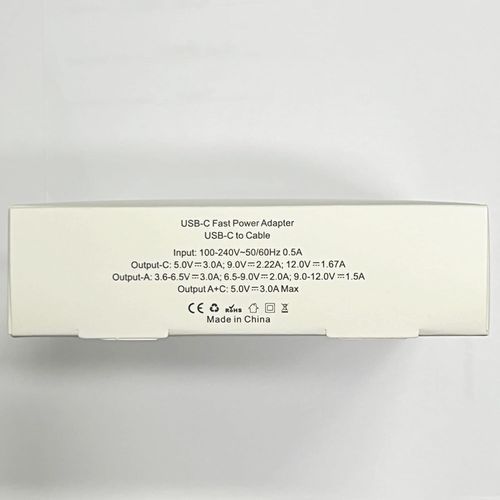 USB-C Fast Power Adapter
USB-C to Cable
Input: 100-240V~50/60Hz 0.5A
Output-C: 5.0V⎓3.0A; 9.0V⎓2.22A; 12.0V⎓1.67A
Output-A: 3.6-6.5V⎓3.0A; 6.5-9.0V⎓2.0A; 9.0-12.0V⎓1.5A
Output A+C: 5.0V⎓3.0A Max
CE RoHS
Made in China